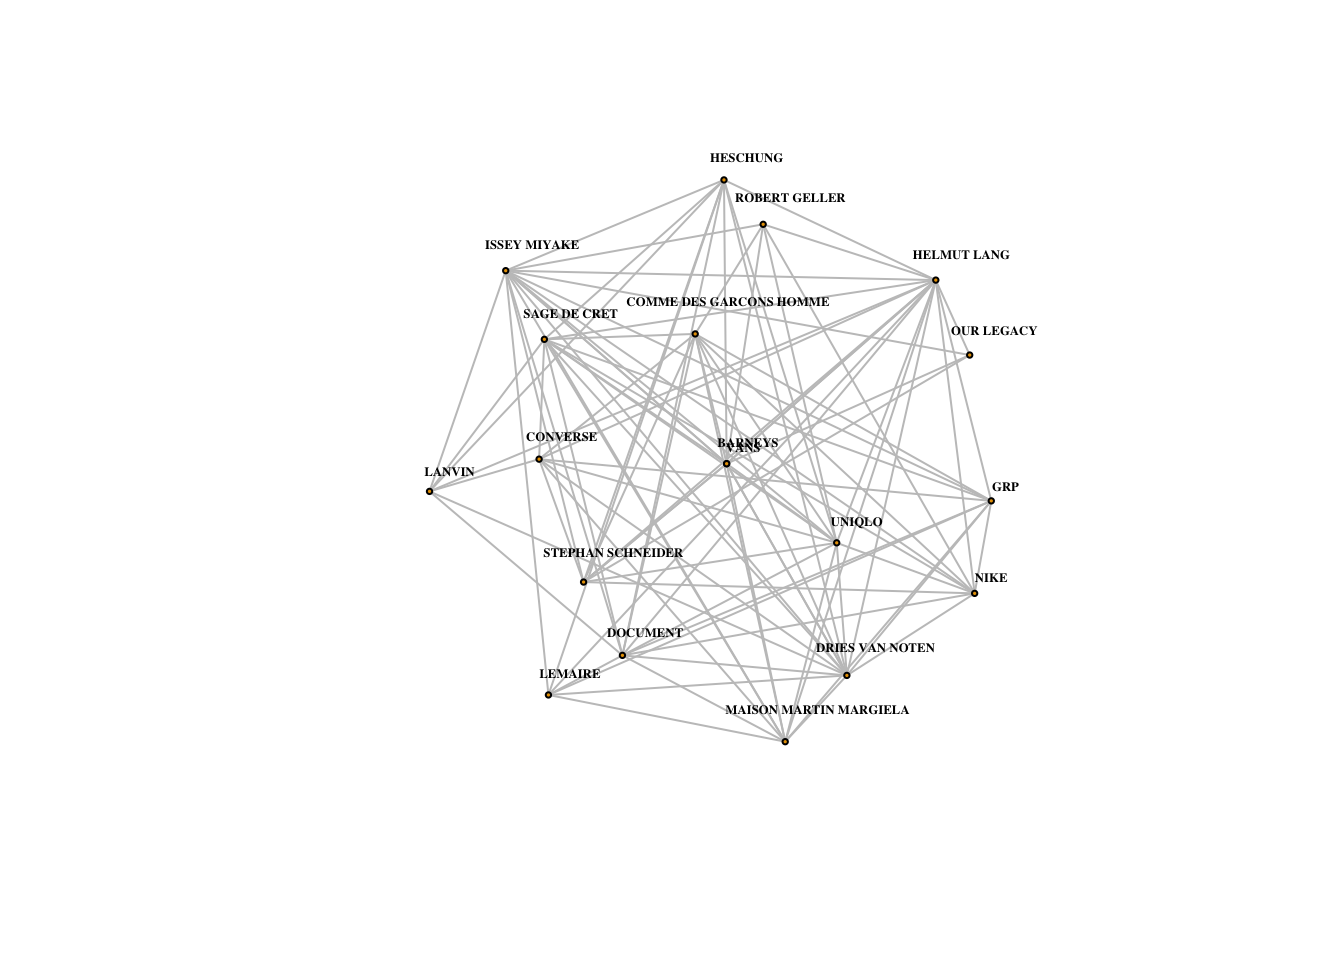 HESCHUNG
ROBERT GELLER
ISSEY MIYAKE
HELMUT LANG
COMME DES GARCONS HOMME
SAGE DE CRET
OUR LEGACY
CONVERSE
BARNEYS
VANS
LANVIN
GRP
UNIQLO
STEPHAN SCHNEIDER
NIKE
DOCUMENT
DRIES VAN NOTEN
LEMAIRE
MAISON MARTIN MARGIELA